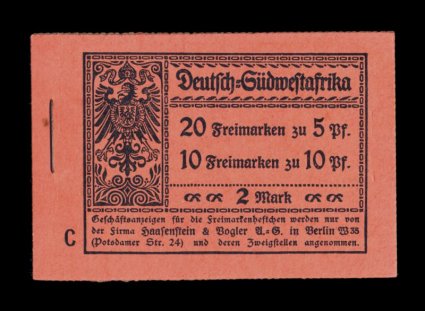 Deutsch-Südwestafrika
20 Freimarken zu 5 Pf.
10 Freimarken zu 10 Pf.
2 Mark
Geschäftsanzeigen für die Freimarkenheftchen werden nur von
der Firma Haasenstein & Vogler A.-G. in Berlin W 35
(Potsdamer Str. 24) und deren Zweigstellen angenommen.
C